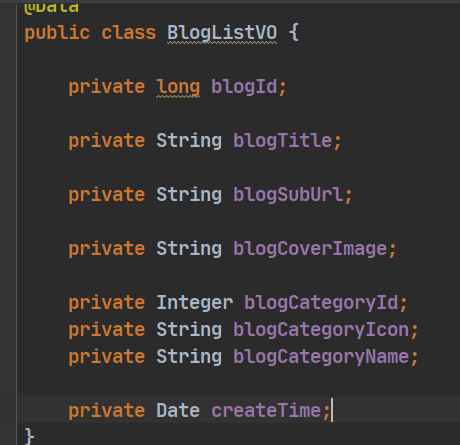 @Data
public class BlogListVO {
private long blogId;
private String blogTitle;
private String blogSubUrl;
private String blogCoverImage;
private Integer blogCategoryId;
private String blogCategoryIcon;
private String blogCategoryName;
private Date createTime;
}